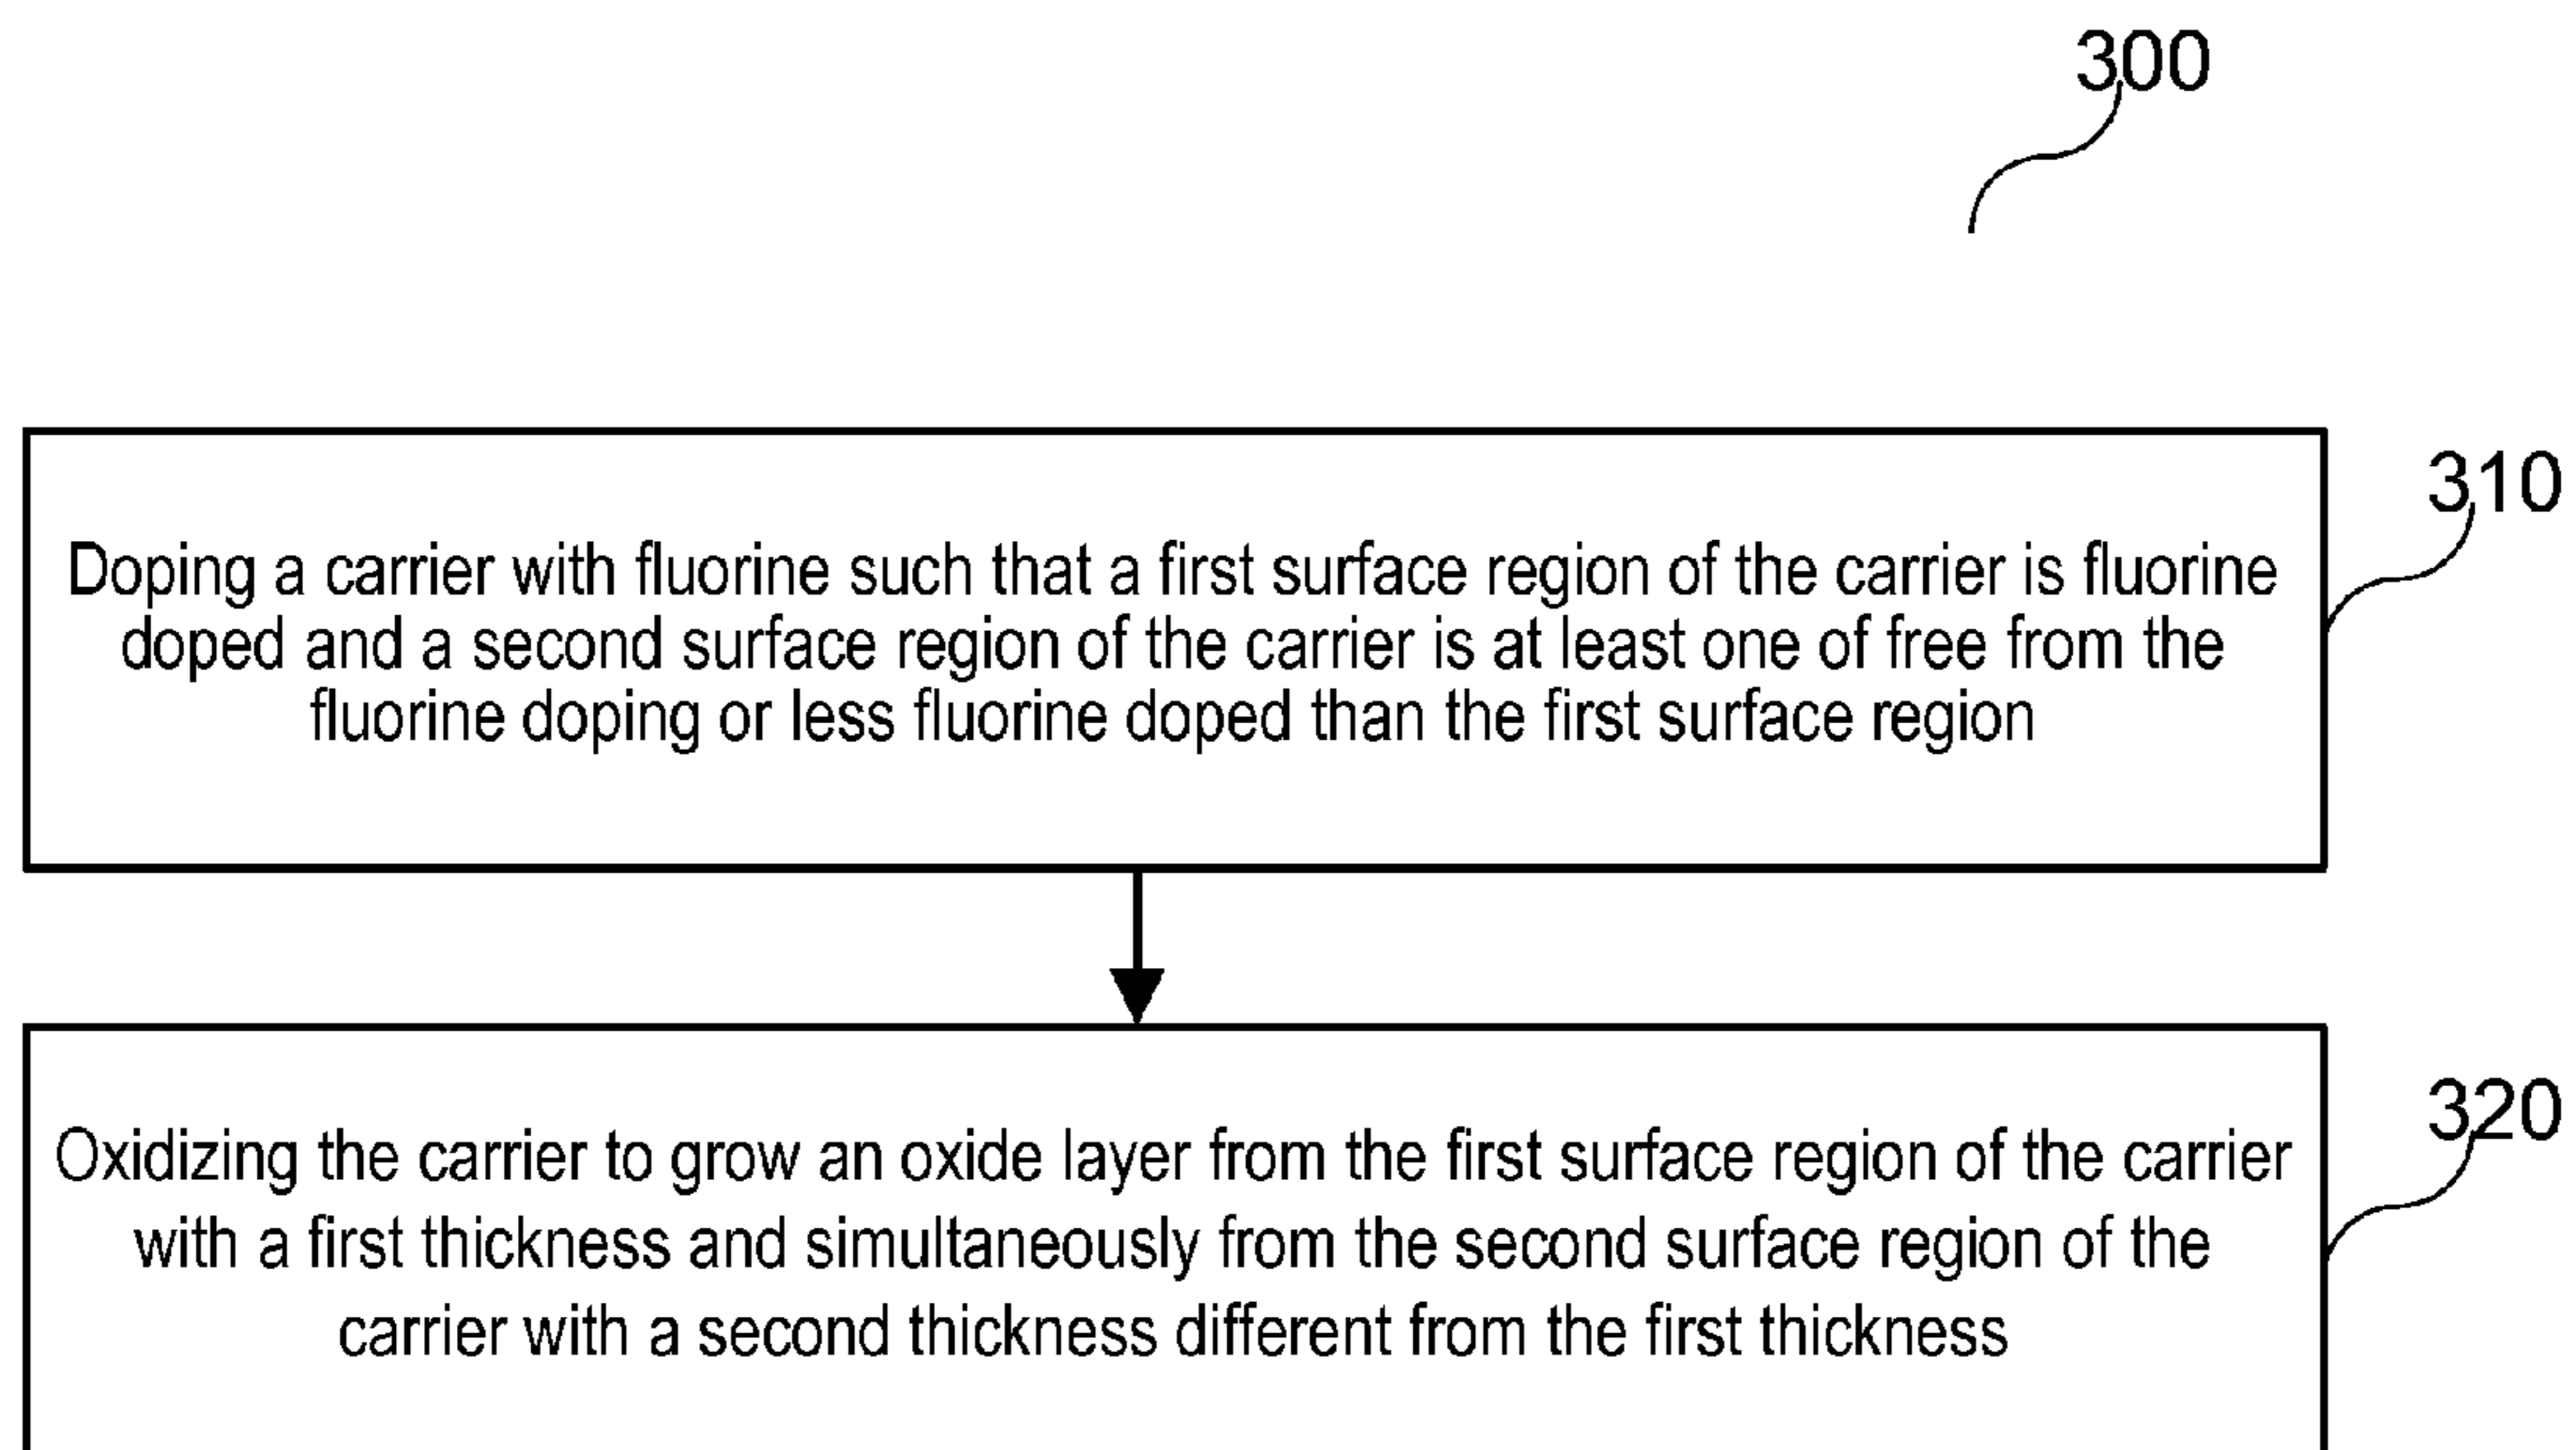 300
310
Doping a carrier with fluorine such that a first surface region of the carrier is fluorine
doped and a second surface region of the carrier is at least one of free from the
fluorine doping or less fluorine doped than the first surface region
320
Oxidizing the carrier to grow an oxide layer from the first surface region of the carrier
with a first thickness and simultaneously from the second surface region of the
carrier with a second thickness different from the first thickness